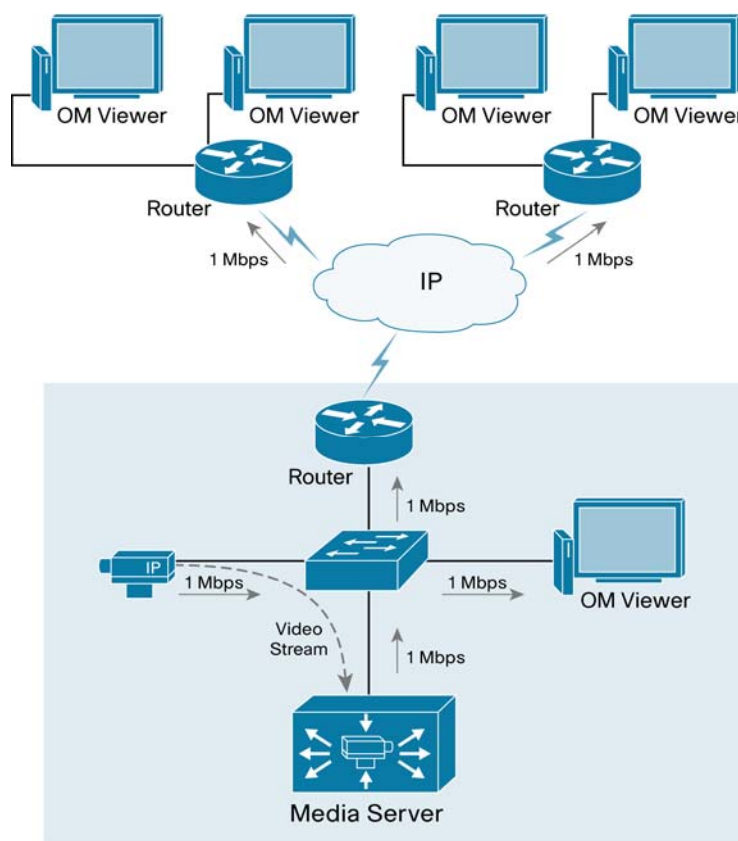 OM Viewer
OM Viewer
OM Viewer
OM Viewer
Router
Router
1 Mbps
1 Mbps
IP
Router
1 Mbps
IP
1 Mbps
1 Mbps
OM Viewer
Video
Stream
1 Mbps
Media Server